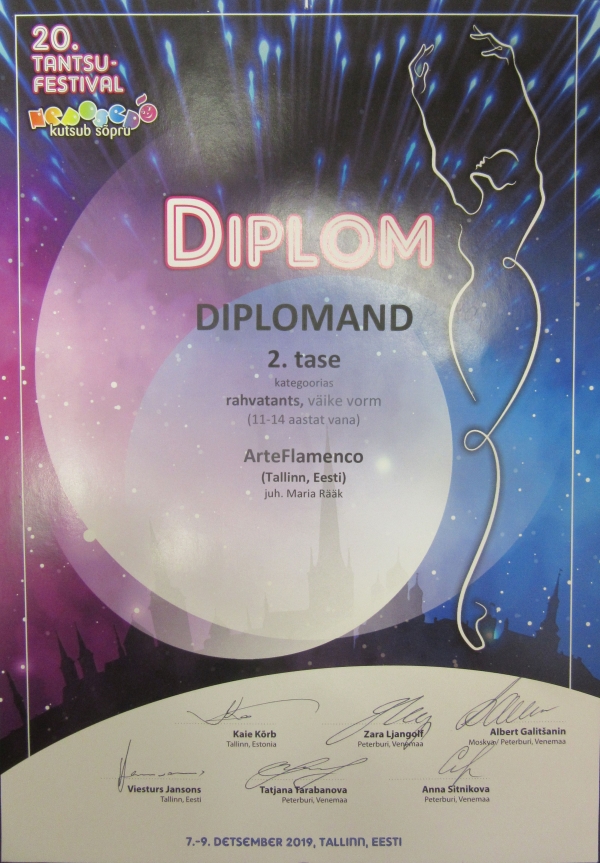 20.
TANTSU-
FESTIVAL
НЕПОСЕДЫ
kutsub sõpru
DIPLOM
DIPLOMAND
2. tase
kategoorias
rahvatants, väike vorm
(11-14 aastat vana)
ArteFlamenco
(Tallinn, Eesti)
juh. Maria Rääk
Kaie Kõrb
Tallinn, Estonia
Zara Ljangolf
Peterburi, Venemaa
Albert Galitšanin
Moskva/ Peterburi, Venemaa
Viesturs Jansons
Tallinn, Eesti
Tatjana Tarabanova
Peterburi, Venemaa
Anna Sitnikova
Peterburi, Venemaa
7.-9. DETSEMBER 2019, TALLINN, EESTI